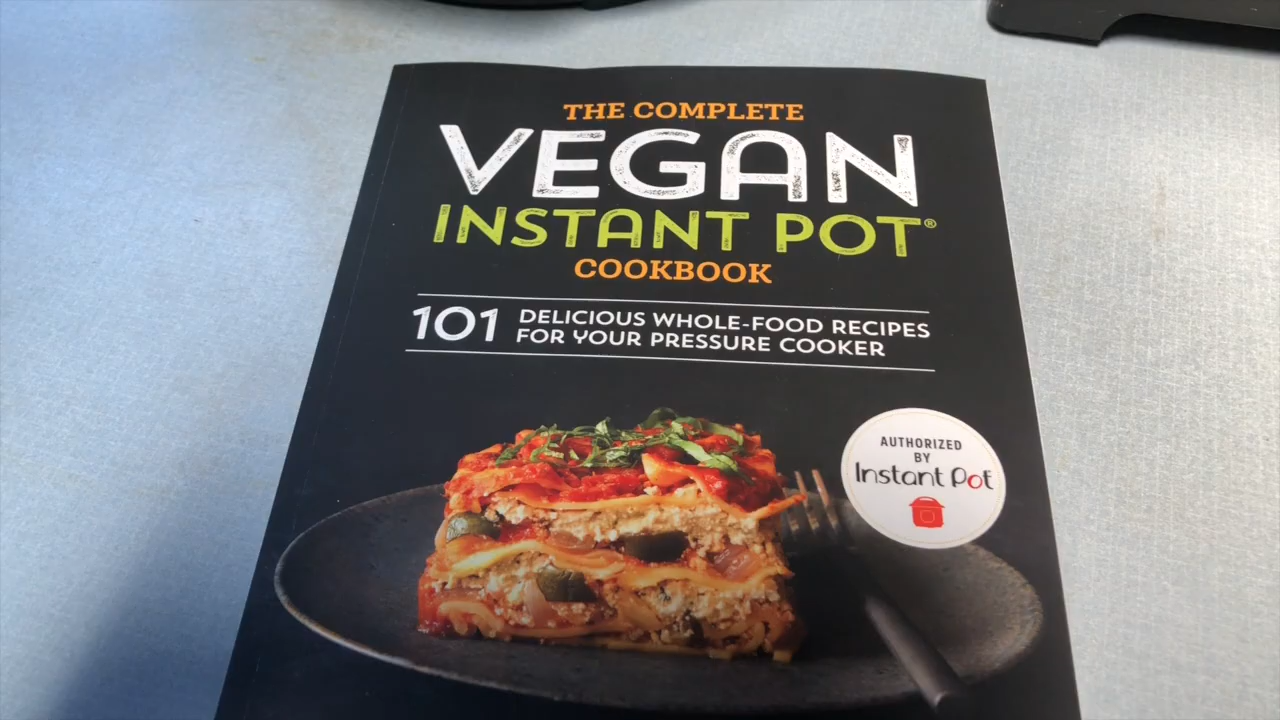 THE COMPLETE
VEGAN
INSTANT POT®
COOKBOOK
101 DELICIOUS WHOLE-FOOD RECIPES
FOR YOUR PRESSURE COOKER
AUTHORIZED
BY
Instant Pot